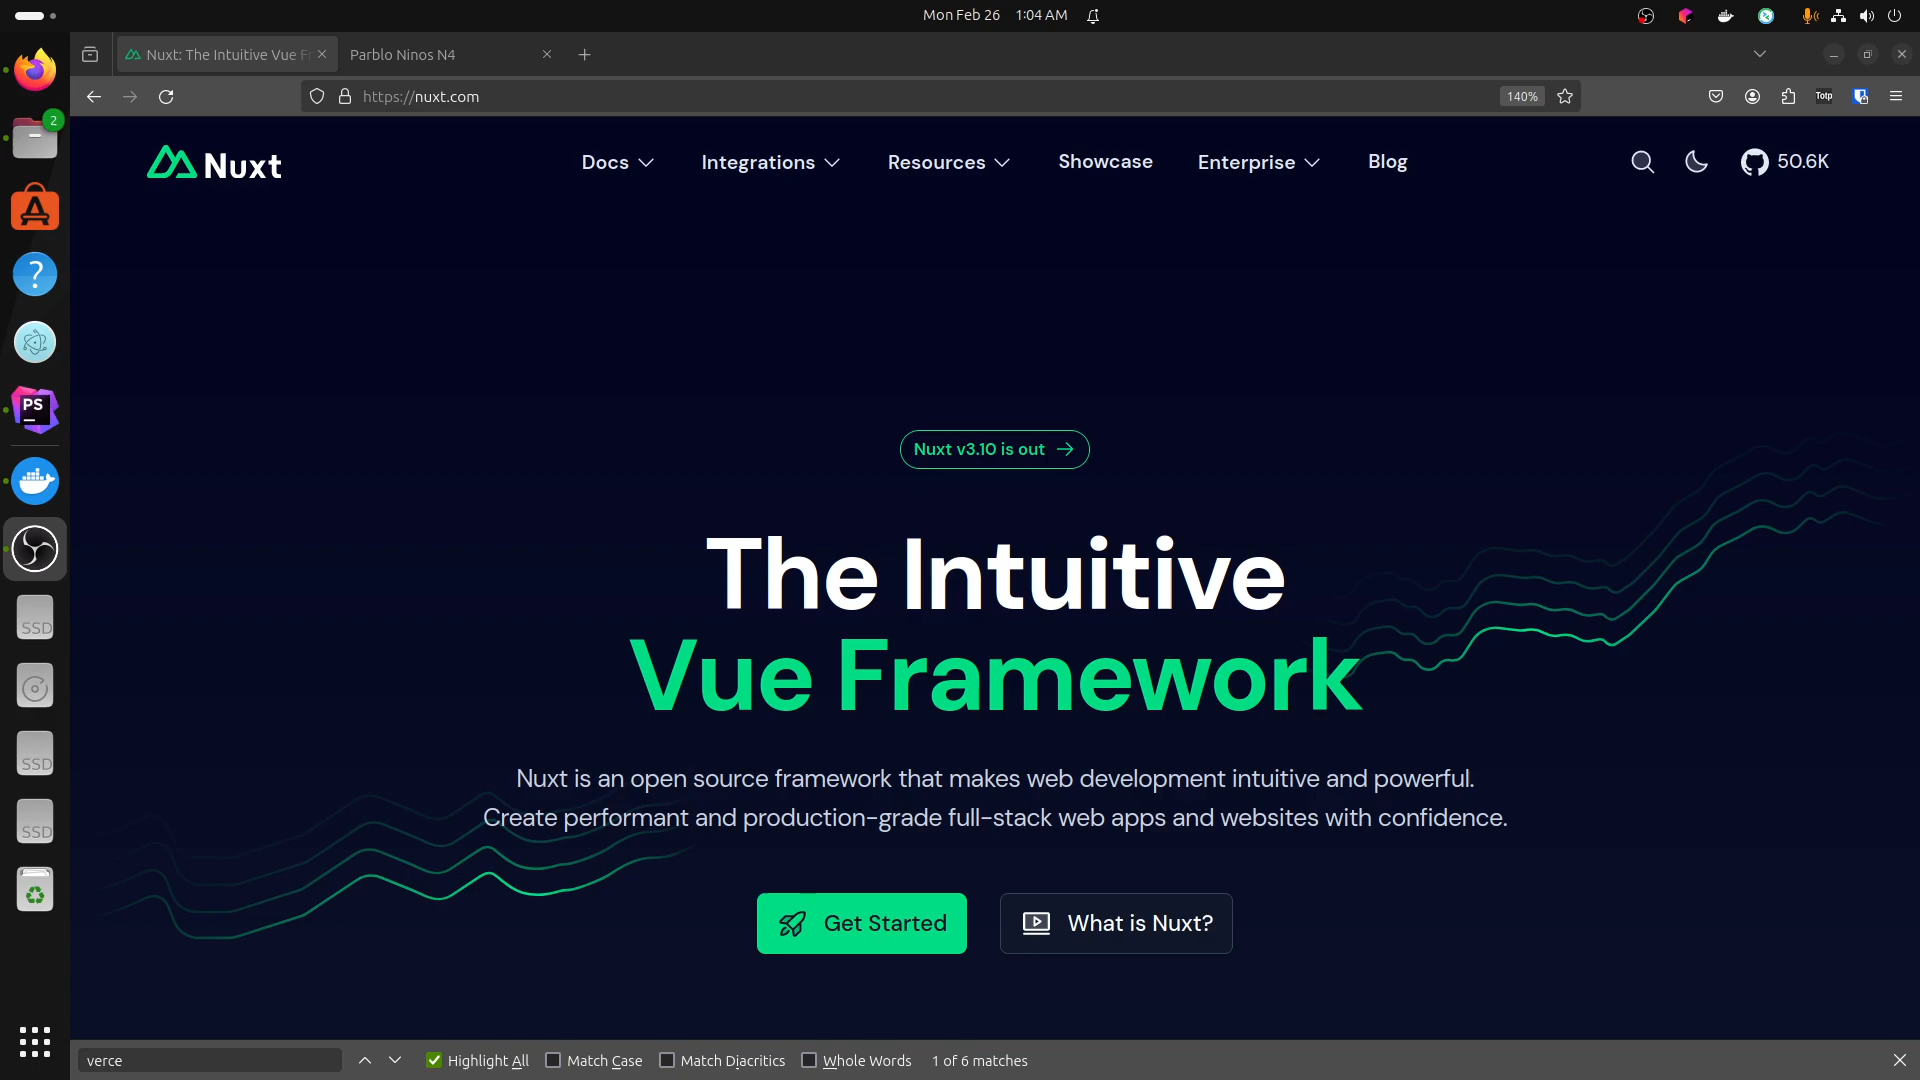 Mon Feb 26 1:04 AM
Nuxt: The Intuitive Vue Fr
Parblo Ninos N4
https://nuxt.com
140%
Totp
2
Nuxt
Docs
Integrations
Resources
Showcase
Enterprise
Blog
50.6K
PS
Nuxt v3.10 is out
The Intuitive
Vue Framework
Nuxt is an open source framework that makes web development intuitive and powerful.
Create performant and production-grade full-stack web apps and websites with confidence.
Get Started
What is Nuxt?
SSD
SSD
SSD
verce
Highlight All
Match Case
Match Diacritics
Whole Words
1 of 6 matches